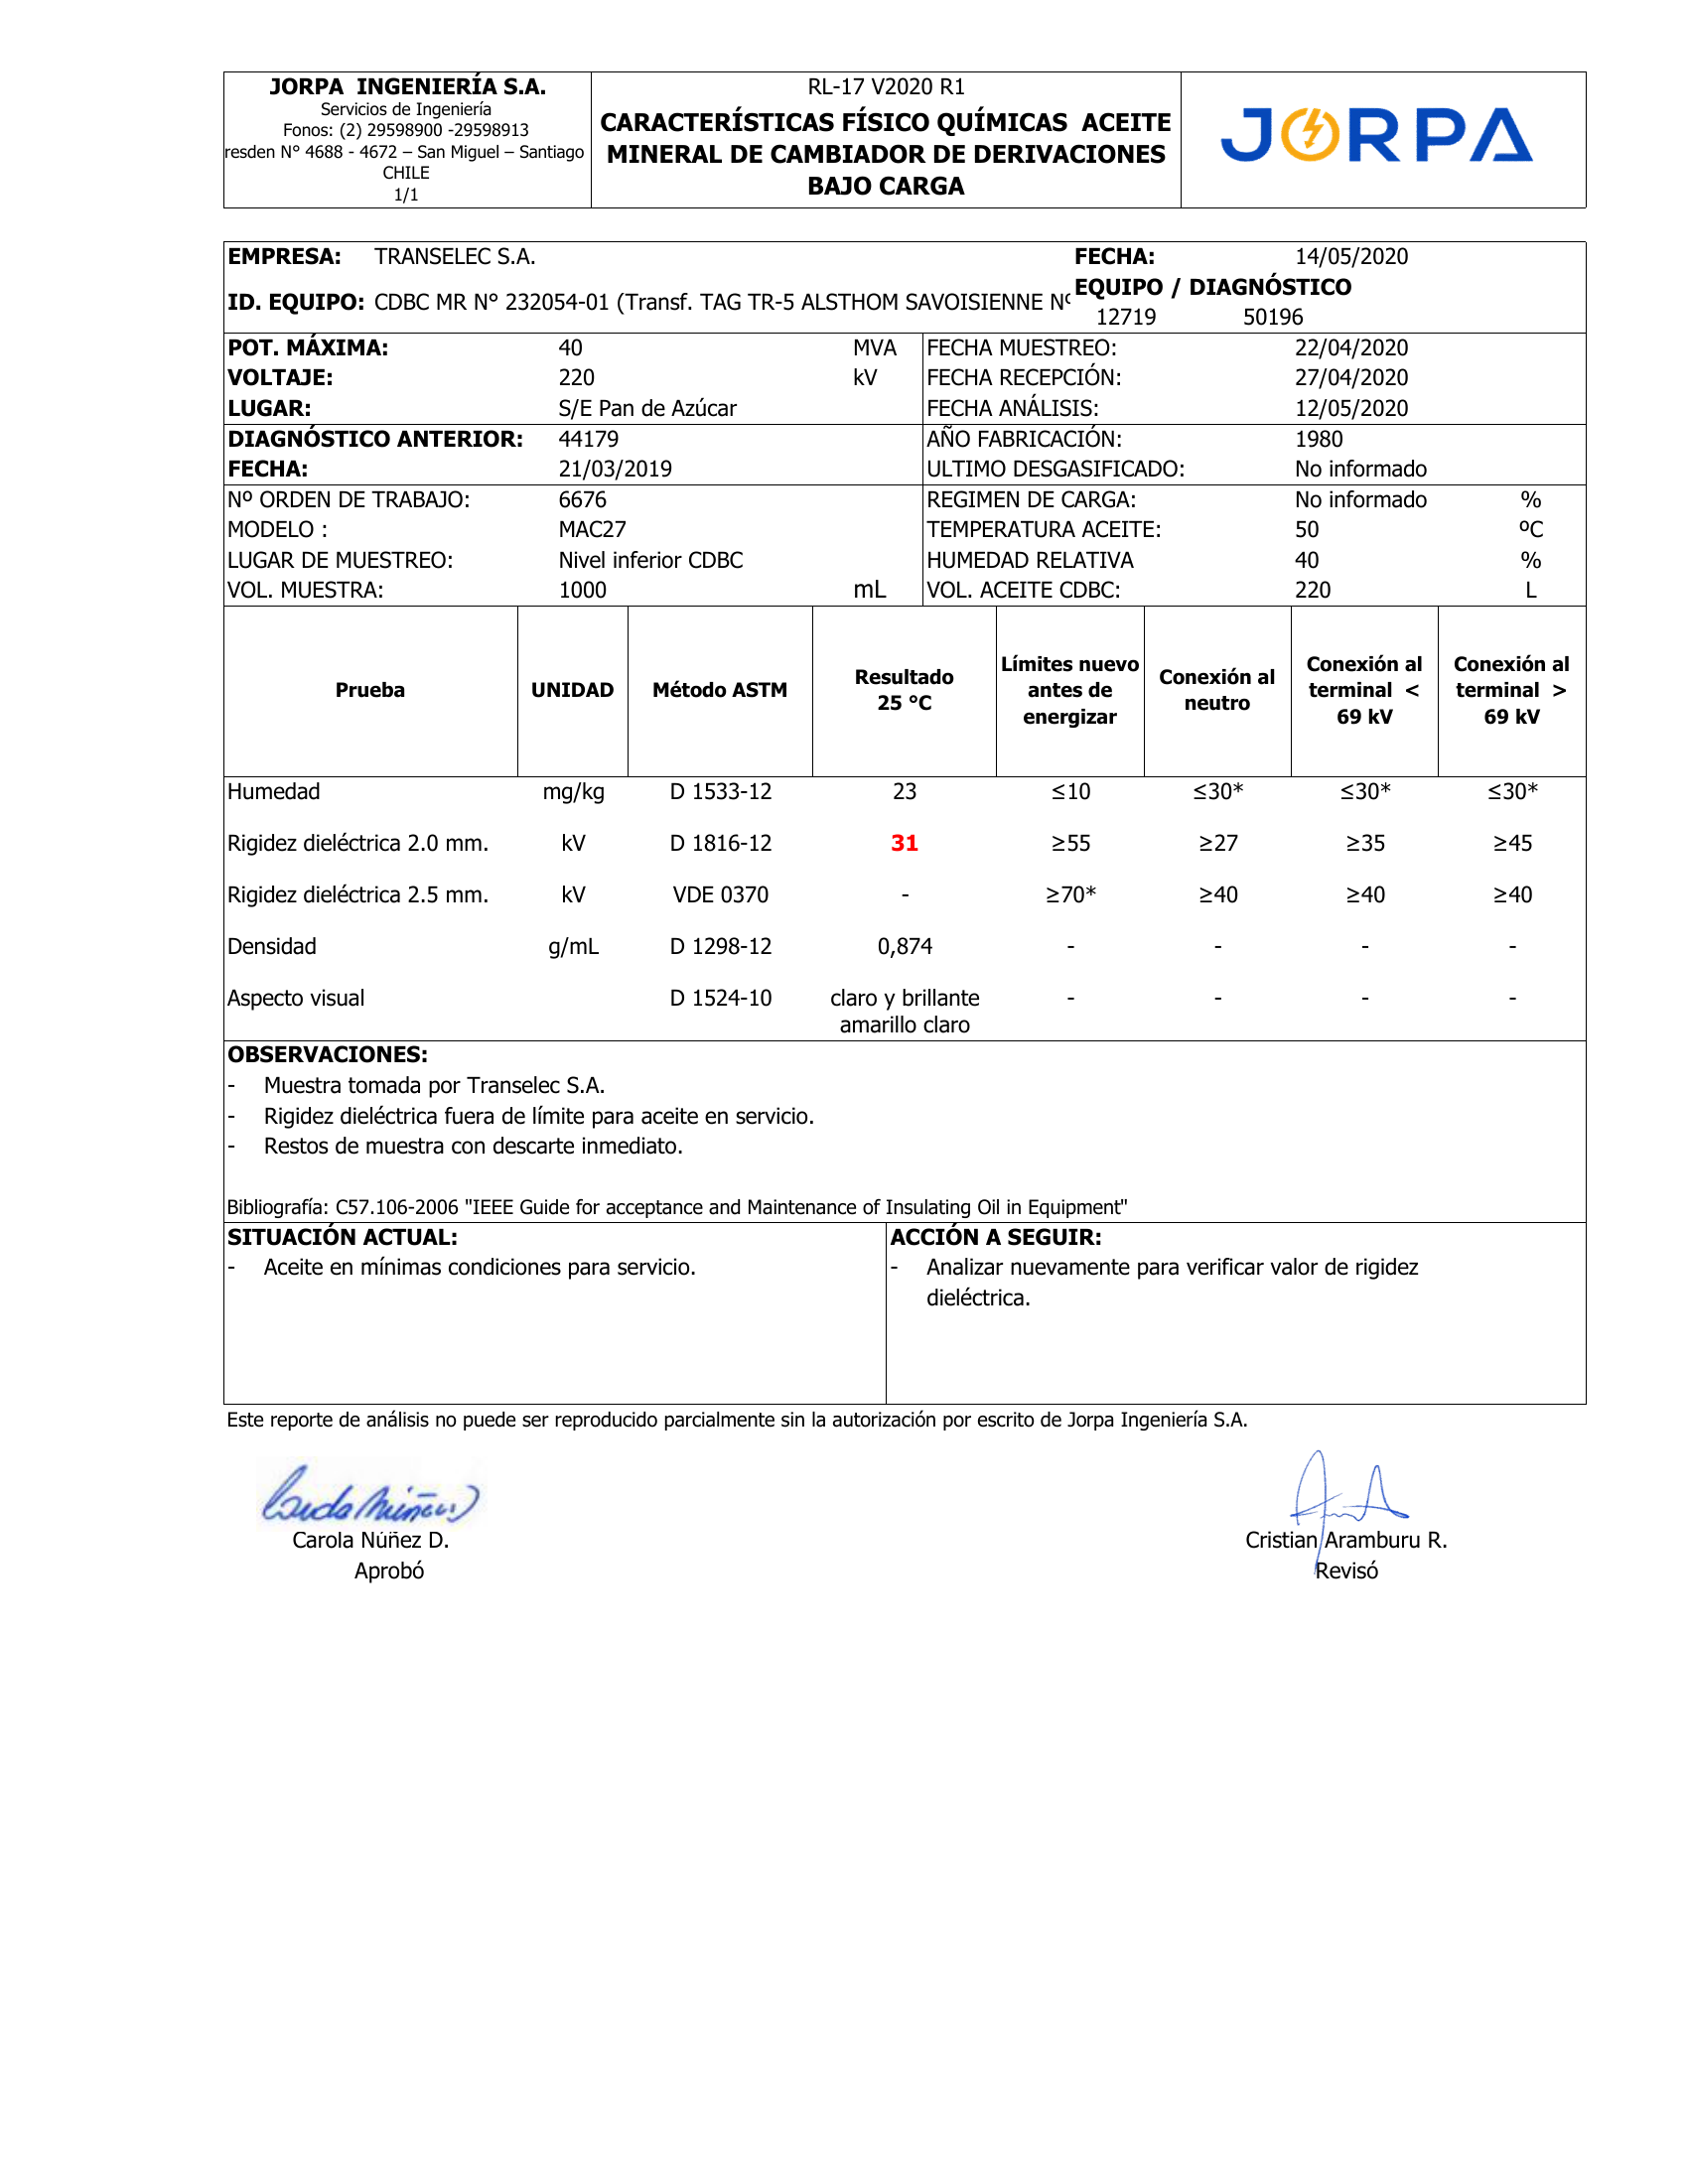 JORPA  INGENIERÍA S.A.
Servicios de Ingeniería
Fonos: (2) 29598900 -29598913
resden N° 4688 - 4672 – San Miguel – Santiago
CHILE
1/1
RL-17 V2020 R1
CARACTERÍSTICAS FÍSICO QUÍMICAS  ACEITE
MINERAL DE CAMBIADOR DE DERIVACIONES
BAJO CARGA
JORPA
EMPRESA: TRANSELEC S.A. FECHA: 14/05/2020
EQUIPO / DIAGNÓSTICO
ID. EQUIPO: CDBC MR N° 232054-01 (Transf. TAG TR-5 ALSTHOM SAVOISIENNE Nº
12719 50196
POT. MÁXIMA: 40 MVA FECHA MUESTREO: 22/04/2020
VOLTAJE: 220 kV FECHA RECEPCIÓN: 27/04/2020
LUGAR: S/E Pan de Azúcar FECHA ANÁLISIS: 12/05/2020
DIAGNÓSTICO ANTERIOR: 44179 AÑO FABRICACIÓN: 1980
FECHA: 21/03/2019 ULTIMO DESGASIFICADO: No informado
Nº ORDEN DE TRABAJO: 6676 REGIMEN DE CARGA: No informado %
MODELO : MAC27 TEMPERATURA ACEITE: 50 ºC
LUGAR DE MUESTREO: Nivel inferior CDBC HUMEDAD RELATIVA 40 %
VOL. MUESTRA: 1000 mL VOL. ACEITE CDBC: 220 L
Prueba UNIDAD Método ASTM Resultado 25 °C Límites nuevo antes de energizar Conexión al neutro Conexión al terminal < 69 kV Conexión al terminal > 69 kV
Humedad mg/kg D 1533-12 23 ≤10 ≤30* ≤30* ≤30*
Rigidez dieléctrica 2.0 mm. kV D 1816-12 31 ≥55 ≥27 ≥35 ≥45
Rigidez dieléctrica 2.5 mm. kV VDE 0370 - ≥70* ≥40 ≥40 ≥40
Densidad g/mL D 1298-12 0,874 - - - -
Aspecto visual D 1524-10 claro y brillante - - - -
amarillo claro
OBSERVACIONES:
- Muestra tomada por Transelec S.A.
- Rigidez dieléctrica fuera de límite para aceite en servicio.
- Restos de muestra con descarte inmediato.
Bibliografía: C57.106-2006 "IEEE Guide for acceptance and Maintenance of Insulating Oil in Equipment"
SITUACIÓN ACTUAL:
- Aceite en mínimas condiciones para servicio.
ACCIÓN A SEGUIR:
- Analizar nuevamente para verificar valor de rigidez
dieléctrica.
Este reporte de análisis no puede ser reproducido parcialmente sin la autorización por escrito de Jorpa Ingeniería S.A.
Carola Núñez D.
Aprobó
Cristian Aramburu R.
Revisó